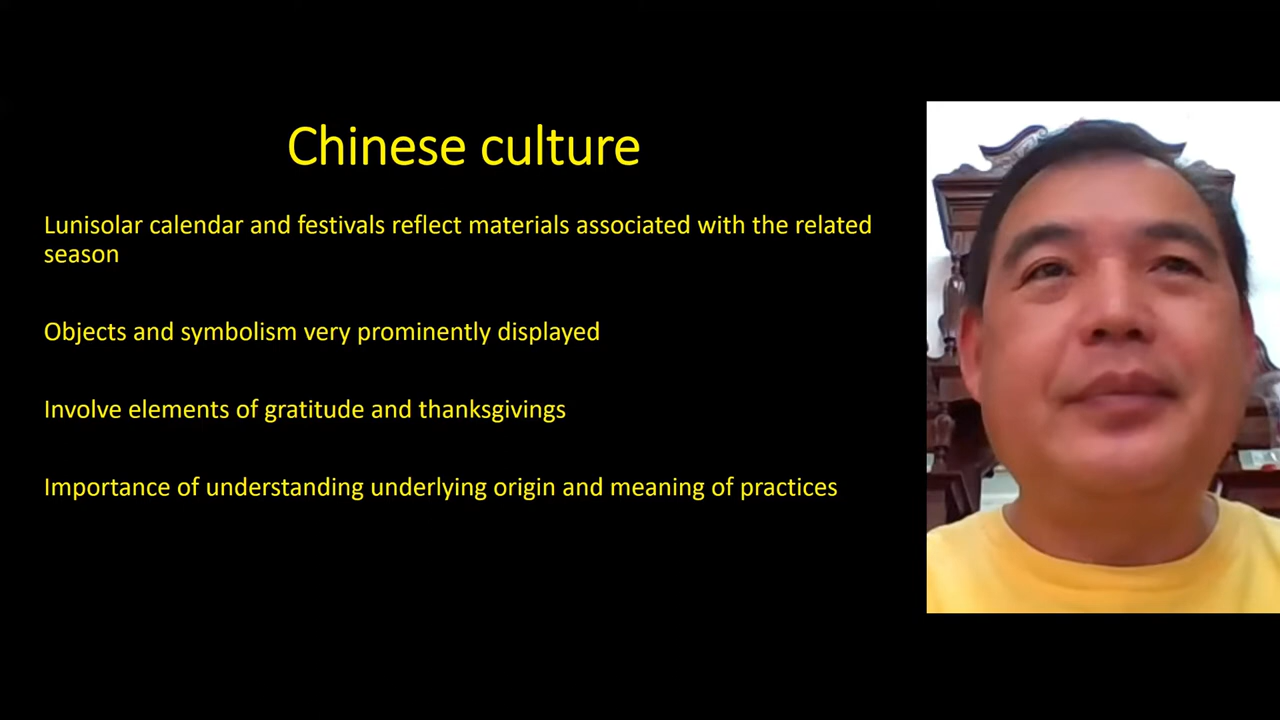 Chinese culture
Lunisolar calendar and festivals reflect materials associated with the related
season
Objects and symbolism very prominently displayed
Involve elements of gratitude and thanksgivings
Importance of understanding underlying origin and meaning of practices